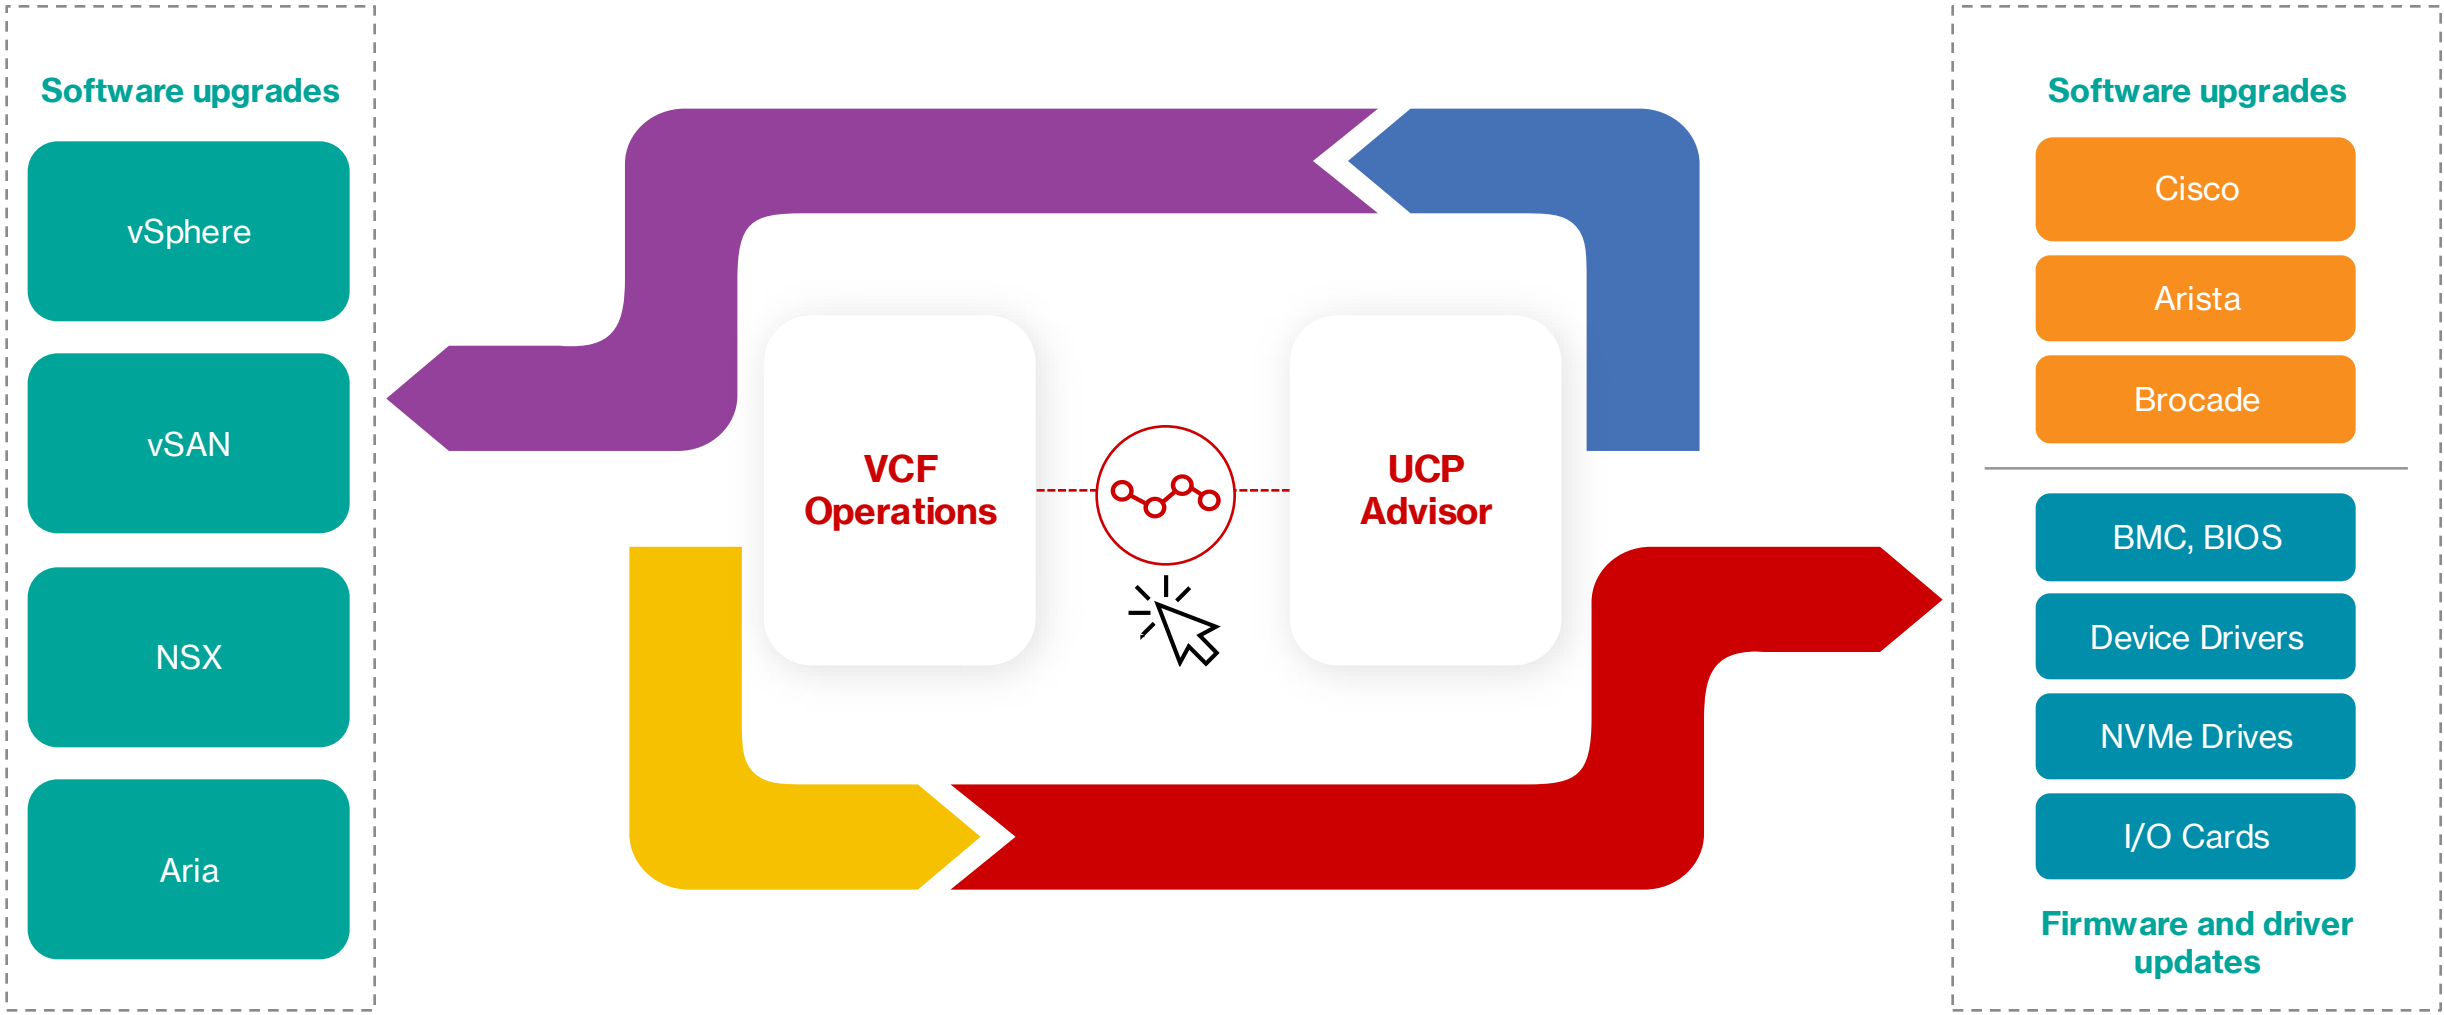 Software upgrades
vSphere
vSAN
NSX
Aria
VCF
Operations
UCP
Advisor
Software upgrades
Cisco
Arista
Brocade
BMC, BIOS
Device Drivers
NVMe Drives
I/O Cards
Firmware and driver
updates